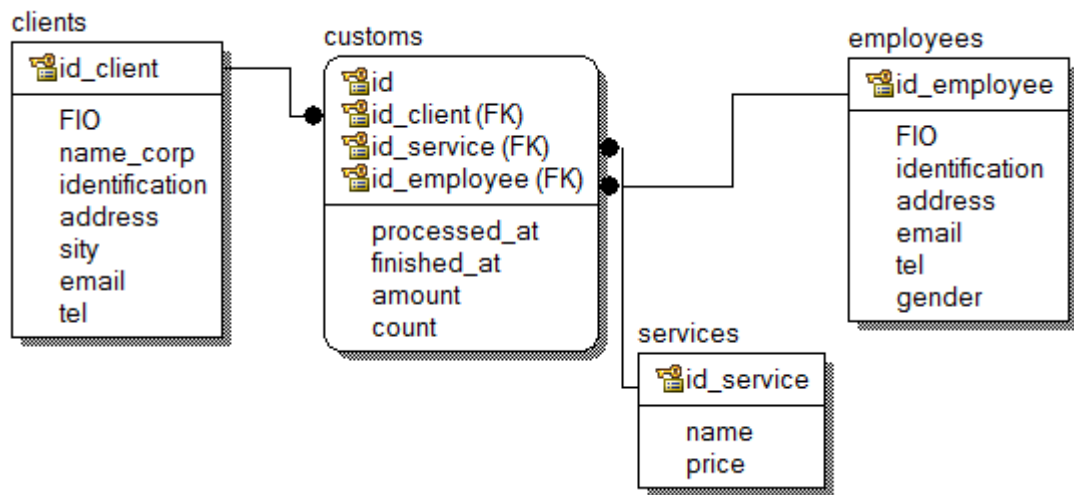 clients
id_client
FIO
name_corp
identification
address
sity
email
tel
customs
id
id_client (FK)
id_service (FK)
id_employee (FK)
processed_at
finished_at
amount
count
employees
id_employee
FIO
identification
address
email
tel
gender
services
id_service
name
price